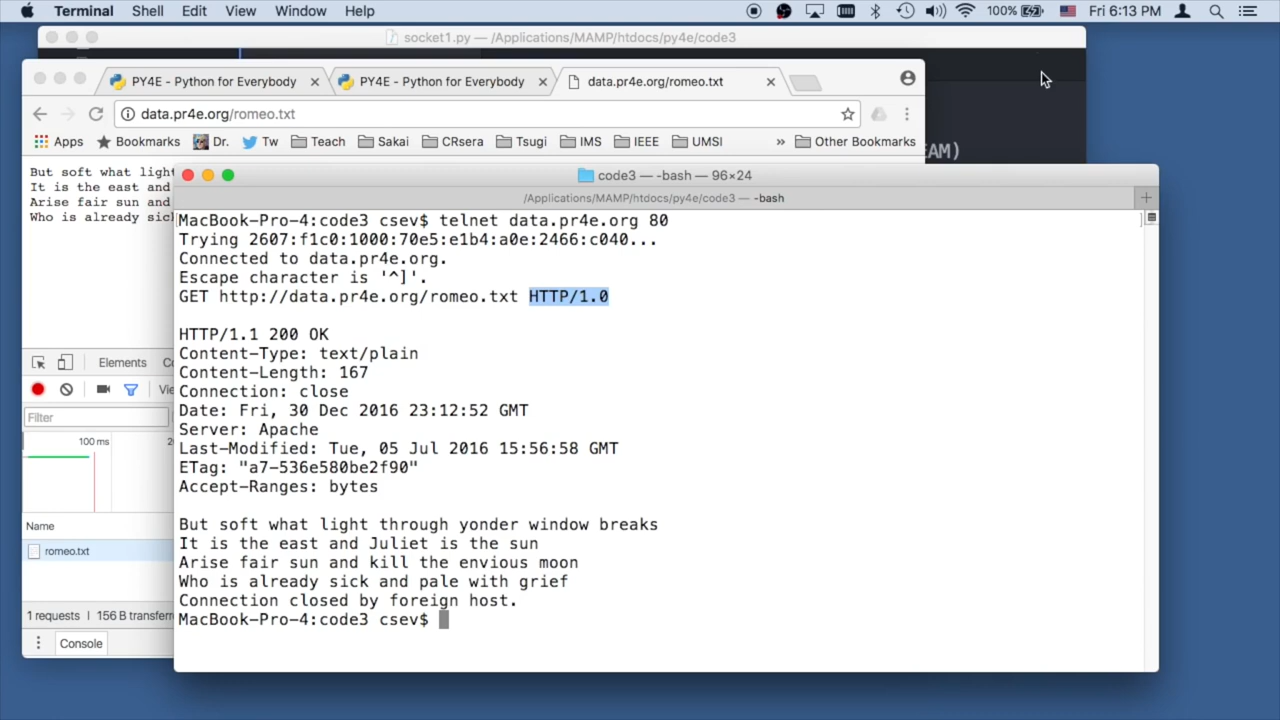 Terminal Shell Edit View Window Help 100% Fri 6:13 PM
socket1.py — /Applications/MAMP/htdocs/py4e/code3
PY4E - Python for Everybody PY4E - Python for Everybody data.pr4e.org/romeo.txt
data.pr4e.org/romeo.txt
Apps Bookmarks Dr. Tw Teach Sakai CRsera Tsugi IMS IEEE UMSI » Other Bookmarks
AM)
But soft what light
It is the east and
Arise fair sun and
Who is already sick
code3 — -bash — 96×24
/Applications/MAMP/htdocs/py4e/code3 — -bash
MacBook-Pro-4:code3 csev$ telnet data.pr4e.org 80
Trying 2607:f1c0:1000:70e5:e1b4:a0e:2466:c040...
Connected to data.pr4e.org.
Escape character is '^]'.
GET http://data.pr4e.org/romeo.txt HTTP/1.0
HTTP/1.1 200 OK
Content-Type: text/plain
Content-Length: 167
Connection: close
Date: Fri, 30 Dec 2016 23:12:52 GMT
Server: Apache
Last-Modified: Tue, 05 Jul 2016 15:56:58 GMT
ETag: "a7-536e580be2f90"
Accept-Ranges: bytes
But soft what light through yonder window breaks
It is the east and Juliet is the sun
Arise fair sun and kill the envious moon
Who is already sick and pale with grief
Connection closed by foreign host.
MacBook-Pro-4:code3 csev$
Elements
Filter
100 ms
Name
romeo.txt
1 requests | 156 B transferr
Console